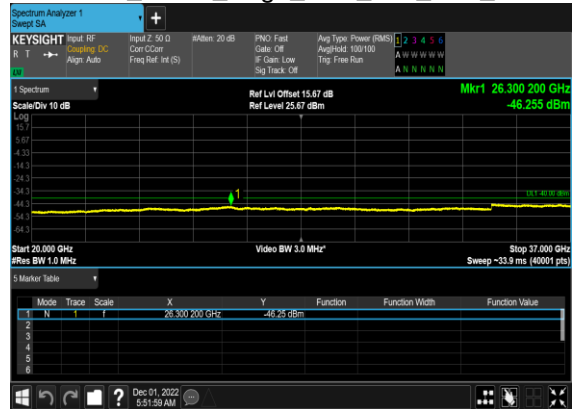 Spectrum Analyzer 1
Swept SA
+
KEYSIGHT Input: RF Input Z: 50 Ω #Atten: 20 dB PNO: Fast Avg Type: Power (RMS) 1 2 3 4 5 6
R T Coupling: DC Corr CCorr Gate: Off Avg|Hold: 100/100 A W W W W W
Align: Auto Freq Ref: Int (S) IF Gain: Low Trig: Free Run A N N N N N
Sig Track: Off
1 Spectrum Ref Lvl Offset 15.67 dB Mkr1 26.300 200 GHz
Scale/Div 10 dB Ref Level 25.67 dBm -46.255 dBm
Log
15.7
5.67
-4.33
-14.3
-24.3
-34.3
1
DL1 -40.00 dBm
-44.3
-54.3
-64.3
Start 20.000 GHz Video BW 3.0 MHz* Stop 37.000 GHz
#Res BW 1.0 MHz Sweep ~33.9 ms (40001 pts)
5 Marker Table
Mode Trace Scale X Y Function Function Width Function Value
1 N 1 f 26.300 200 GHz -46.25 dBm
2
3
4
5
6
? Dec 01, 2022
5:51:59 AM